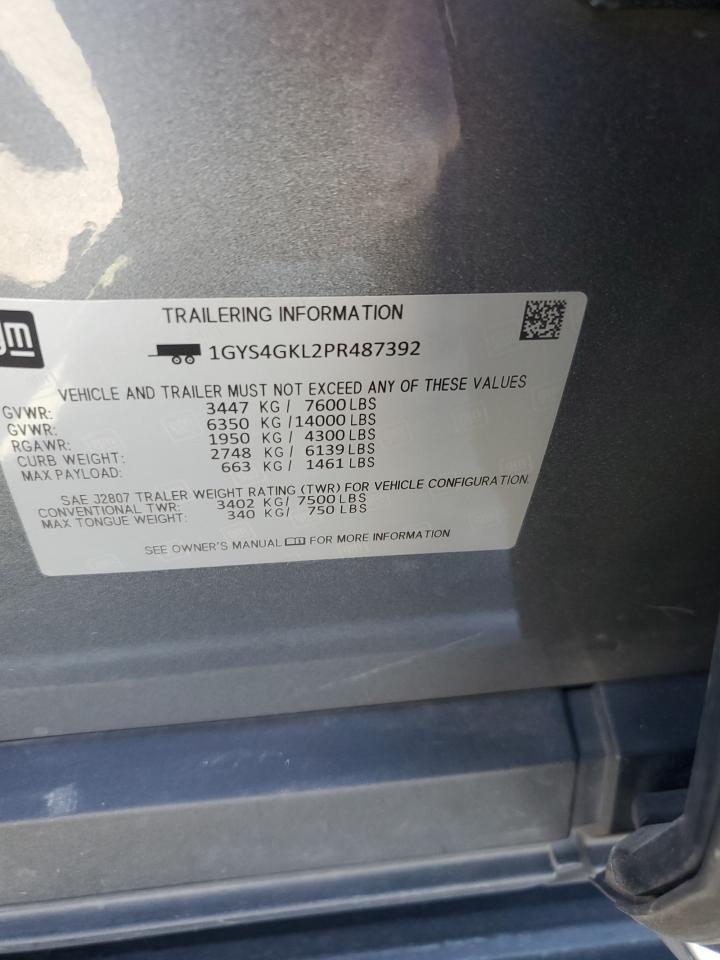 gm
TRAILERING INFORMATION
1GYS4GKL2PR487392
VEHICLE AND TRAILER MUST NOT EXCEED ANY OF THESE VALUES
GVWR: 3447 KG/ 7600 LBS
GVWR: 6350 KG/ 14000 LBS
RGAWR: 1950 KG/ 4300 LBS
CURB WEIGHT: 2748 KG/ 6139 LBS
MAX PAYLOAD: 663 KG/ 1461 LBS
SAE J2807 TRALER WEIGHT RATING (TWR) FOR VEHICLE CONFIGURATION.
CONVENTIONAL TWR: 3402 KG/ 7500 LBS
MAX TONGUE WEIGHT: 340 KG/ 750 LBS
SEE OWNER'S MANUAL FOR MORE INFORMATION